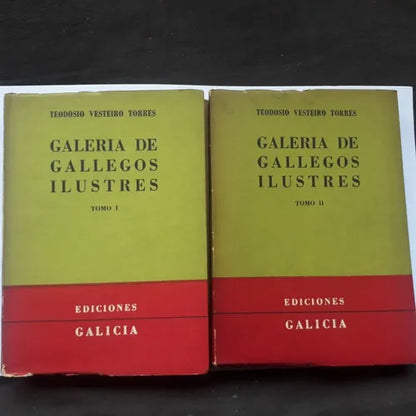 TEODOSIO VESTEIRO TORRES
GALERIA DE
GALLEGOS
ILUSTRES
TOMO I
EDICIONES
GALICIA
TEODOSIO VESTEIRO TORRES
GALERIA DE
GALLEGOS
ILUSTRES
TOMO II
EDICIONES
GALICIA